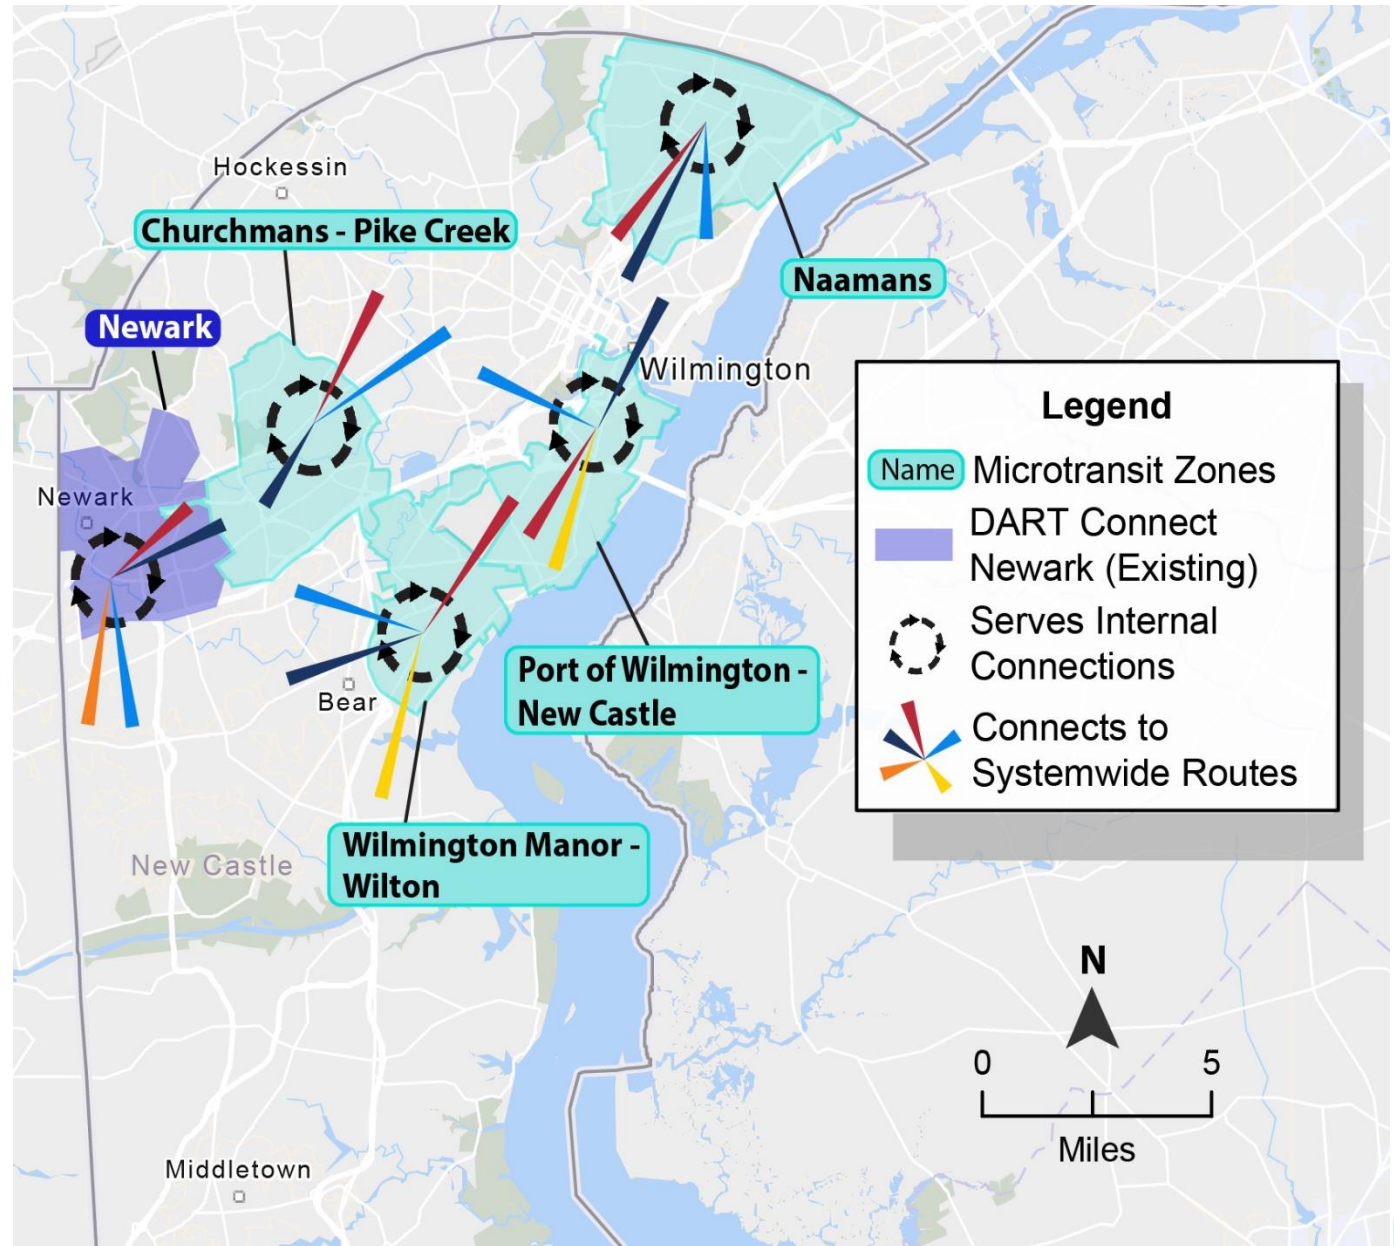 Hockessin
Churchmans - Pike Creek
Naamans
Newark
Wilmington
Newark
Port of Wilmington -
New Castle
Bear
Wilmington Manor -
Wilton
New Castle
Middletown
Legend
Name Microtransit Zones
DART Connect
Newark (Existing)
Serves Internal
Connections
Connects to
Systemwide Routes
N
0 5
Miles